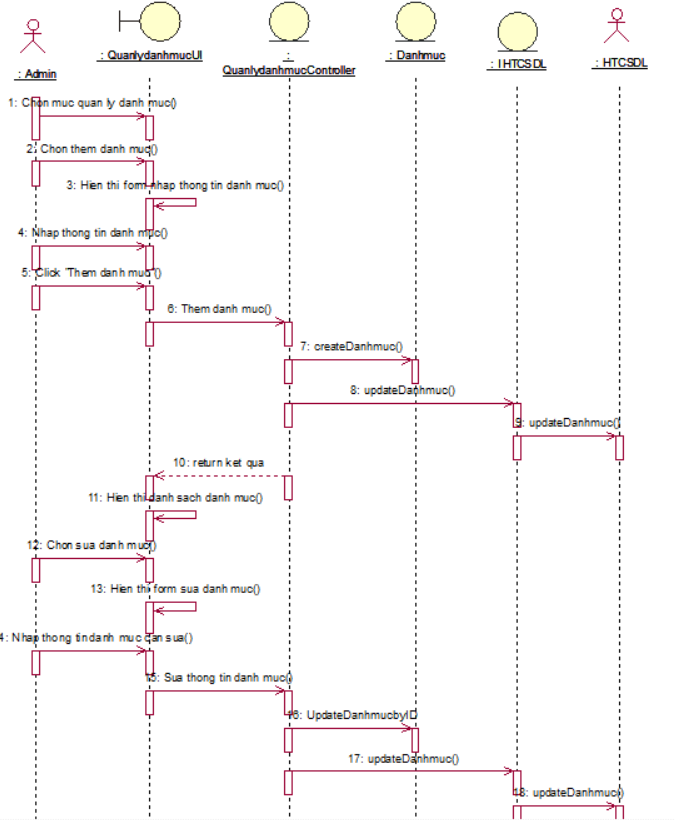 : Admin
: QuanlydanhmucUI
:
QuanlydanhmucController
: Danhmuc
: IHTCSDL
: HTCSDL
1: Chon muc quan ly danh muc()
2: Chon them danh muc()
3: Hien thi form nhap thong tin danh muc()
4: Nhap thong tin danh muc()
5: Click 'Them danh muc'()
6: Them danh muc()
7: createDanhmuc()
8: updateDanhmuc()
9: updateDanhmuc()
10: return ket qua
11: Hien thi danh sach danh muc()
12: Chon sua danh muc()
13: Hien thi form sua danh muc()
4: Nhap thong tin danh muc can sua()
15: Sua thong tin danh muc()
16: UpdateDanhmucbyID
17: updateDanhmuc()
18: updateDanhmuc()